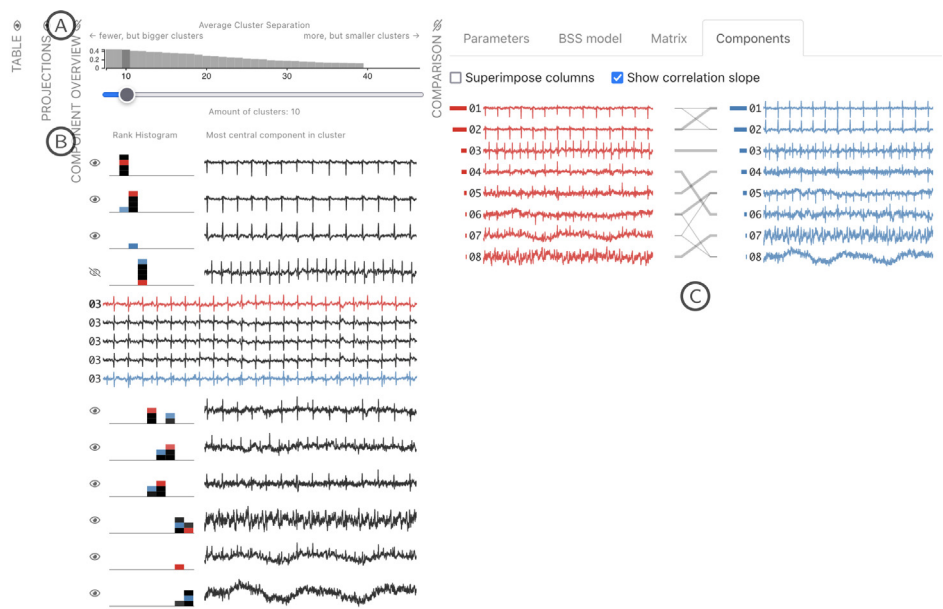 TABLE
PROJECTIONS
COMPONENT OVERVIEW
A
Average Cluster Separation
← fewer, but bigger clusters
more, but smaller clusters →
0.4
0.2
0
10
20
30
40
Amount of clusters: 10
B
Rank Histogram
Most central component in cluster
03
03
03
03
03
COMPARISON
Parameters
BSS model
Matrix
Components
Superimpose columns
Show correlation slope
01
01
02
02
03
03
04
04
05
05
06
06
07
07
08
08
C